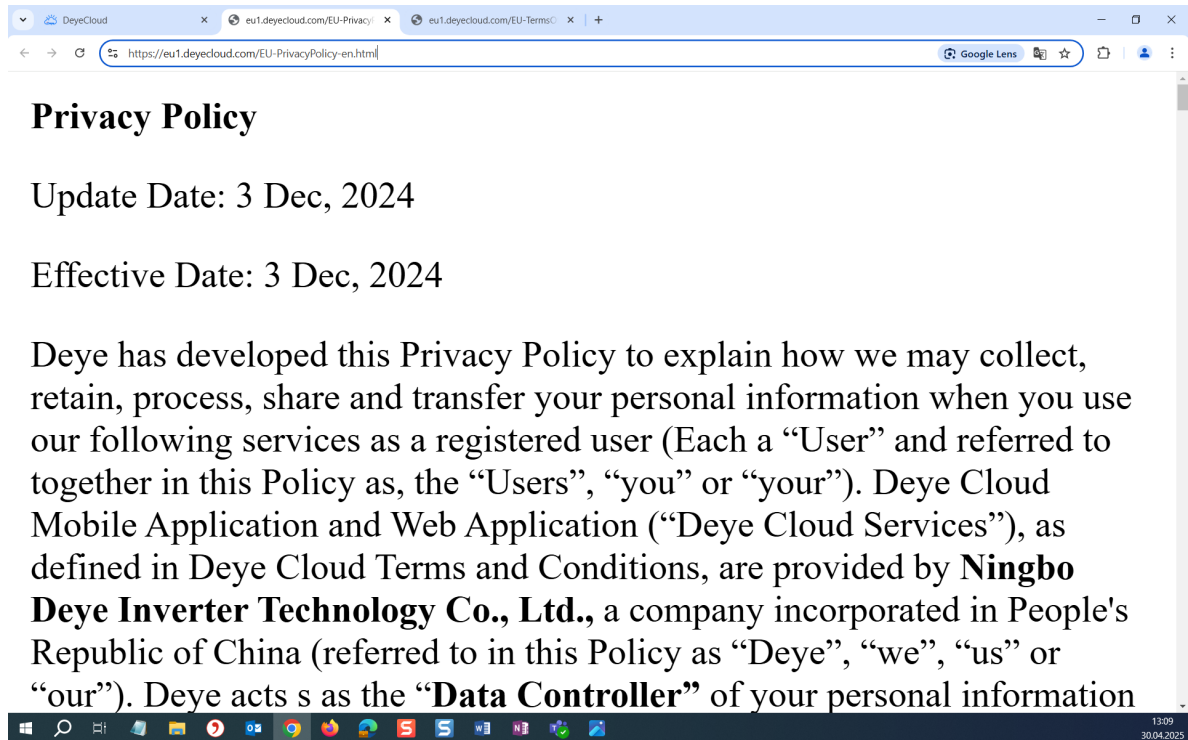 DeyeCloud
eu1.deyecloud.com/EU-Privacy
eu1.deyecloud.com/EU-TermsO
https://eu1.deyecloud.com/EU-PrivacyPolicy-en.html
Google Lens
Privacy Policy
Update Date: 3 Dec, 2024
Effective Date: 3 Dec, 2024
Deye has developed this Privacy Policy to explain how we may collect,
retain, process, share and transfer your personal information when you use
our following services as a registered user (Each a “User” and referred to
together in this Policy as, the “Users”, “you” or “your”). Deye Cloud
Mobile Application and Web Application (“Deye Cloud Services”), as
defined in Deye Cloud Terms and Conditions, are provided by Ningbo
Deye Inverter Technology Co., Ltd., a company incorporated in People's
Republic of China (referred to in this Policy as “Deye”, “we”, “us” or
“our”). Deye acts s as the “Data Controller” of your personal information
13:09
30.04.2025